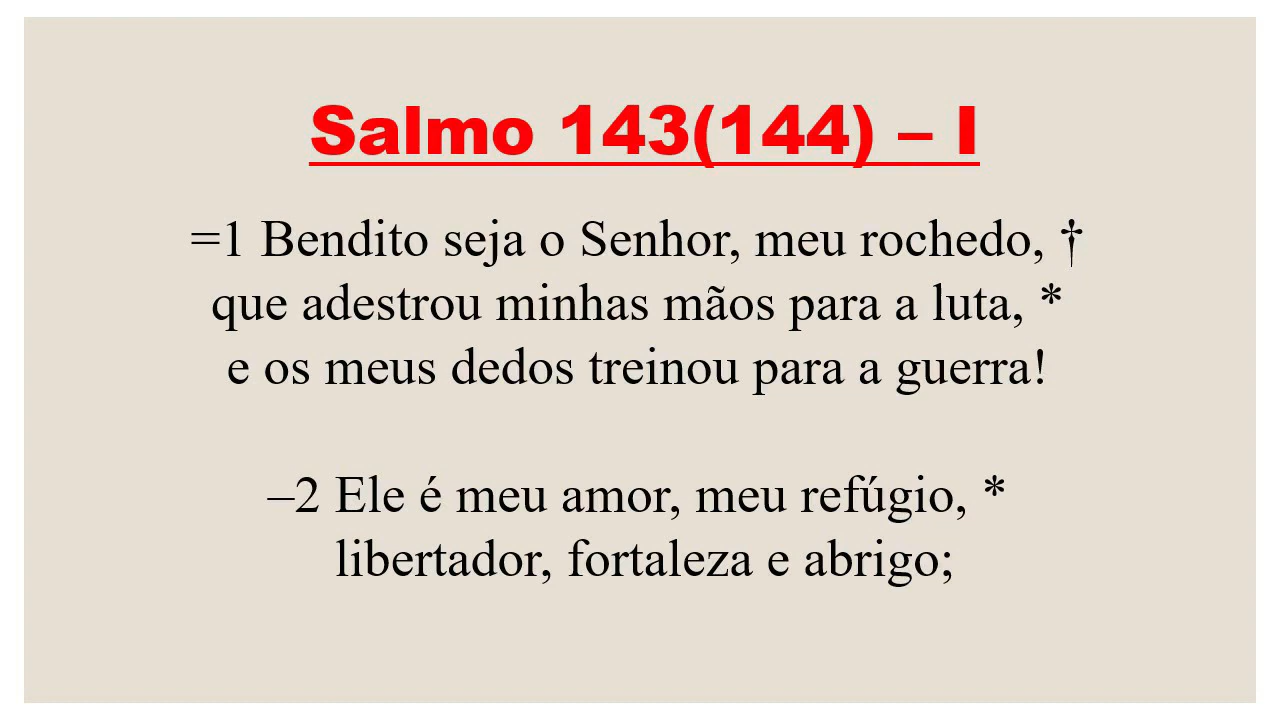 Salmo 143(144) – I
=1 Bendito seja o Senhor, meu rochedo, †
que adestrou minhas mãos para a luta, *
e os meus dedos treinou para a guerra!
–2 Ele é meu amor, meu refúgio, *
libertador, fortaleza e abrigo;